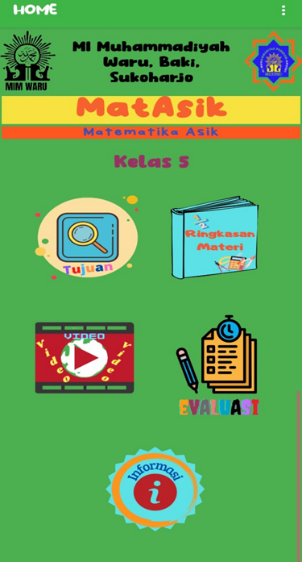 HOME
MI Muhammadiyah
Waru, Baki,
Sukoharjo
MIM WARU
MatAsik
Matematika Asik
Kelas 5
Tujuan
Ringkasan
Materi
VIDEO
EVALUASI
Informasi
i